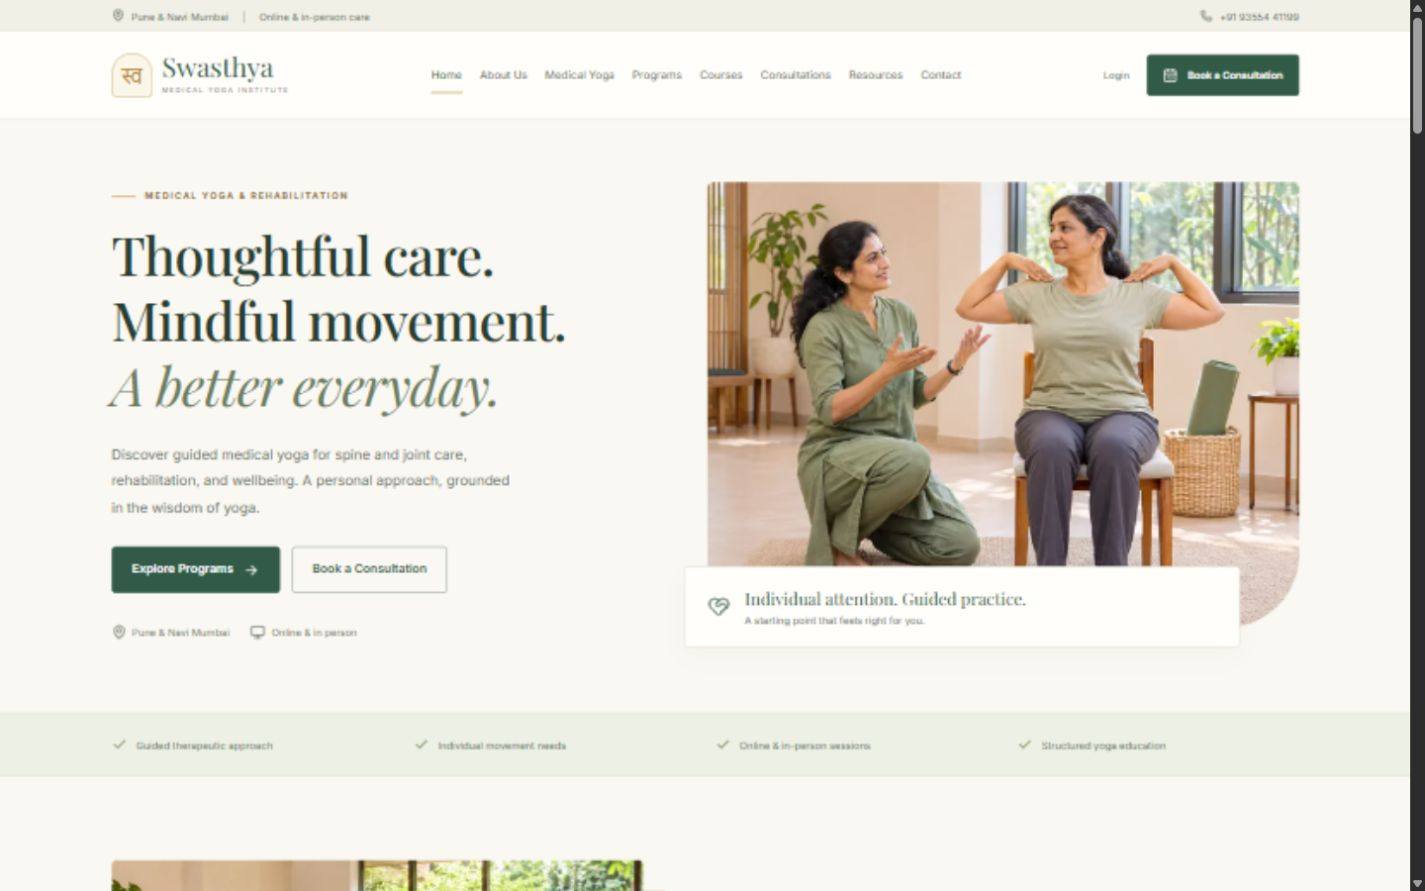 Pune & Navi Mumbai | Online & in-person care
+91 93554 41199
स्व
Swasthya
MEDICAL YOGA INSTITUTE
Home About Us Medical Yoga Programs Courses Consultations Resources Contact
Login
Book a Consultation
MEDICAL YOGA & REHABILITATION
Thoughtful care.
Mindful movement.
A better everyday.
Discover guided medical yoga for spine and joint care,
rehabilitation, and wellbeing. A personal approach, grounded
in the wisdom of yoga.
Explore Programs → Book a Consultation
Pune & Navi Mumbai Online & in person
Individual attention. Guided practice.
A starting point that feels right for you.
Guided therapeutic approach Individual movement needs Online & in-person sessions Structured yoga education